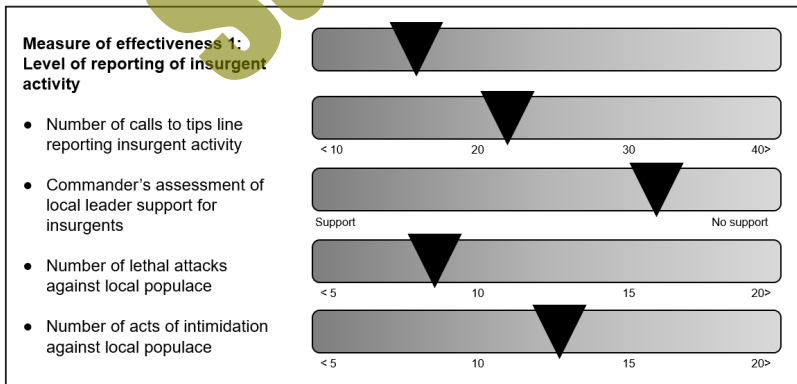 Measure of effectiveness 1:
Level of reporting of insurgent
activity
● Number of calls to tips line
reporting insurgent activity
< 10 20 30 40>
● Commander’s assessment of
local leader support for
insurgents
Support No support
● Number of lethal attacks
against local populace
< 5 10 15 20>
● Number of acts of intimidation
against local populace
< 5 10 15 20>